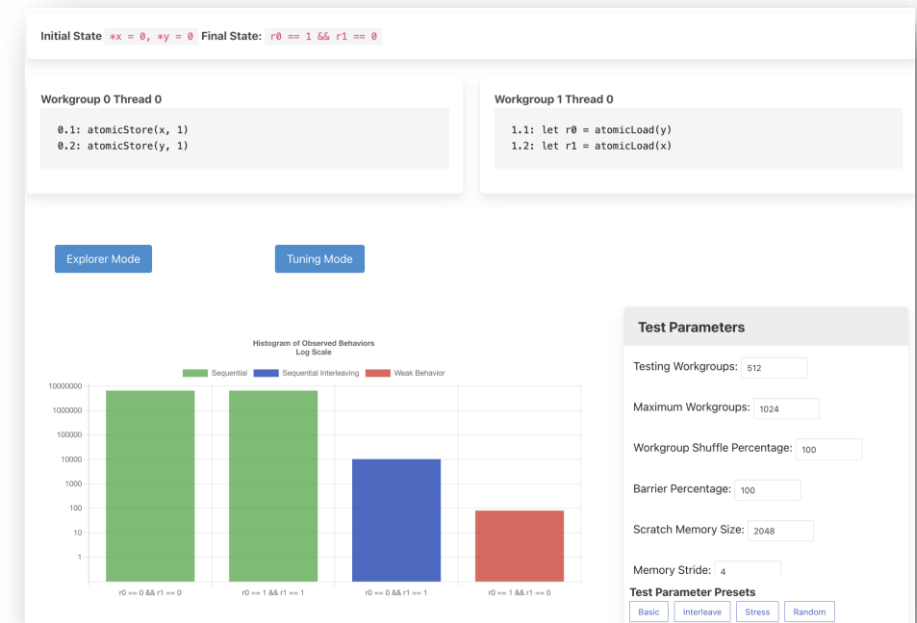 Initial State *x = 0, *y = 0 Final State: r0 == 1 && r1 == 0
Workgroup 0 Thread 0
0.1: atomicStore(x, 1)
0.2: atomicStore(y, 1)
Workgroup 1 Thread 0
1.1: let r0 = atomicLoad(y)
1.2: let r1 = atomicLoad(x)
Explorer Mode
Tuning Mode
Histogram of Observed Behaviors
Log Scale
Sequential
Sequential Interleaving
Weak Behavior
10000000
1000000
100000
10000
1000
100
10
1
r0 == 0 && r1 == 0
r0 == 1 && r1 == 1
r0 == 0 && r1 == 1
r0 == 1 && r1 == 0
Test Parameters
Testing Workgroups: 512
Maximum Workgroups: 1024
Workgroup Shuffle Percentage: 100
Barrier Percentage: 100
Scratch Memory Size: 2048
Memory Stride: 4
Test Parameter Presets
Basic
Interleave
Stress
Random